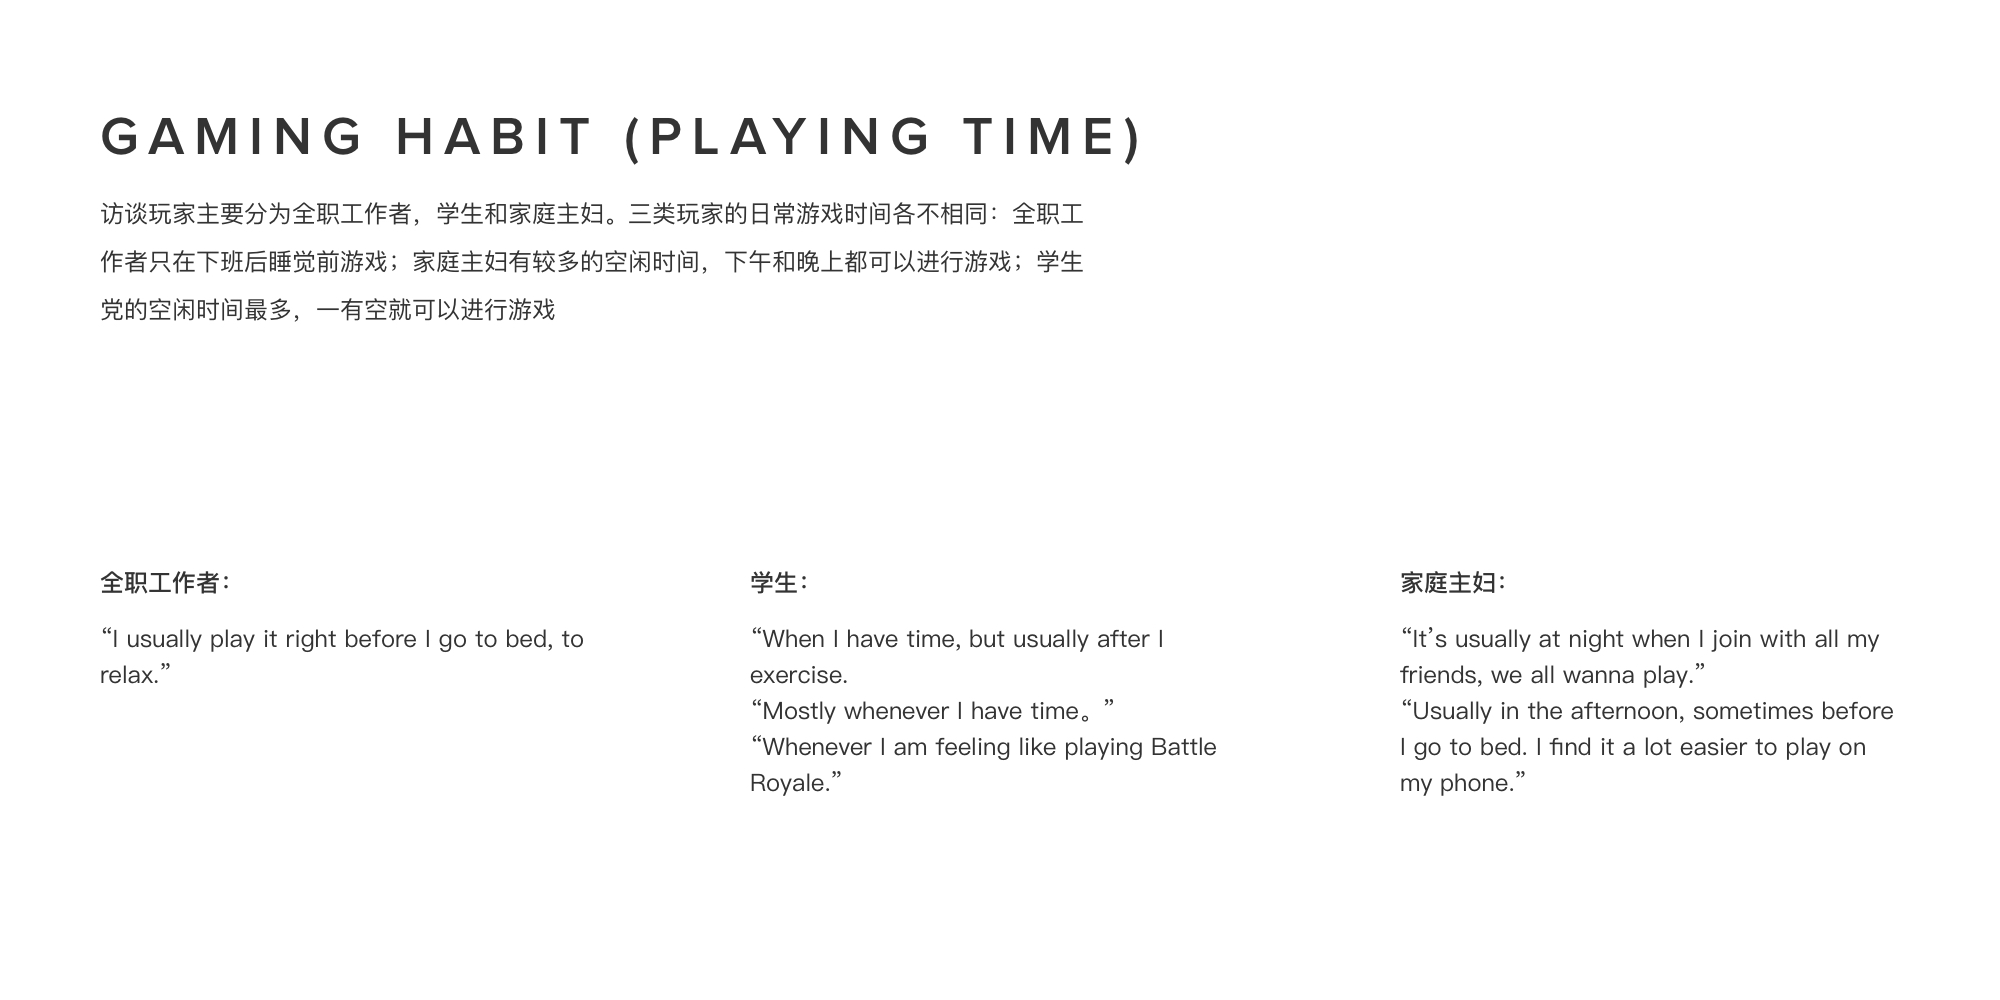 GAMING HABIT (PLAYING TIME)
访谈玩家主要分为全职工作者，学生和家庭主妇。三类玩家的日常游戏时间各不相同：全职工
作者只在下班后睡觉前游戏；家庭主妇有较多的空闲时间，下午和晚上都可以进行游戏；学生
党的空闲时间最多，一有空就可以进行游戏
全职工作者：
“I usually play it right before I go to bed, to
relax.”
学生：
“When I have time, but usually after I
exercise.
“Mostly whenever I have time。”
“Whenever I am feeling like playing Battle
Royale.”
家庭主妇：
“It’s usually at night when I join with all my
friends, we all wanna play.”
“Usually in the afternoon, sometimes before
I go to bed. I find it a lot easier to play on
my phone.”